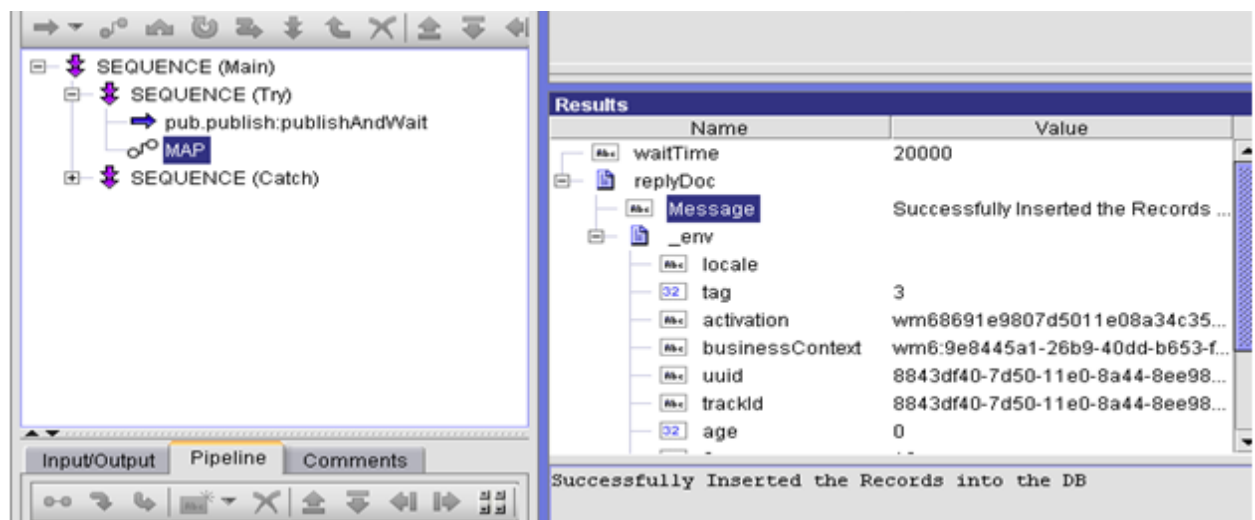 SEQUENCE (Main)
SEQUENCE (Try)
pub.publish:publishAndWait
MAP
SEQUENCE (Catch)
Input/Output Pipeline Comments
Results
Name Value
waitTime 20000
replyDoc
Message Successfully Inserted the Records ...
_env
locale
tag 3
activation wm68691e9807d5011e08a34c35...
businessContext wm6:9e8445a1-26b9-40dd-b653-f...
uuid 8843df40-7d50-11e0-8a44-8ee98...
trackId 8843df40-7d50-11e0-8a44-8ee98...
age 0
Successfully Inserted the Records into the DB